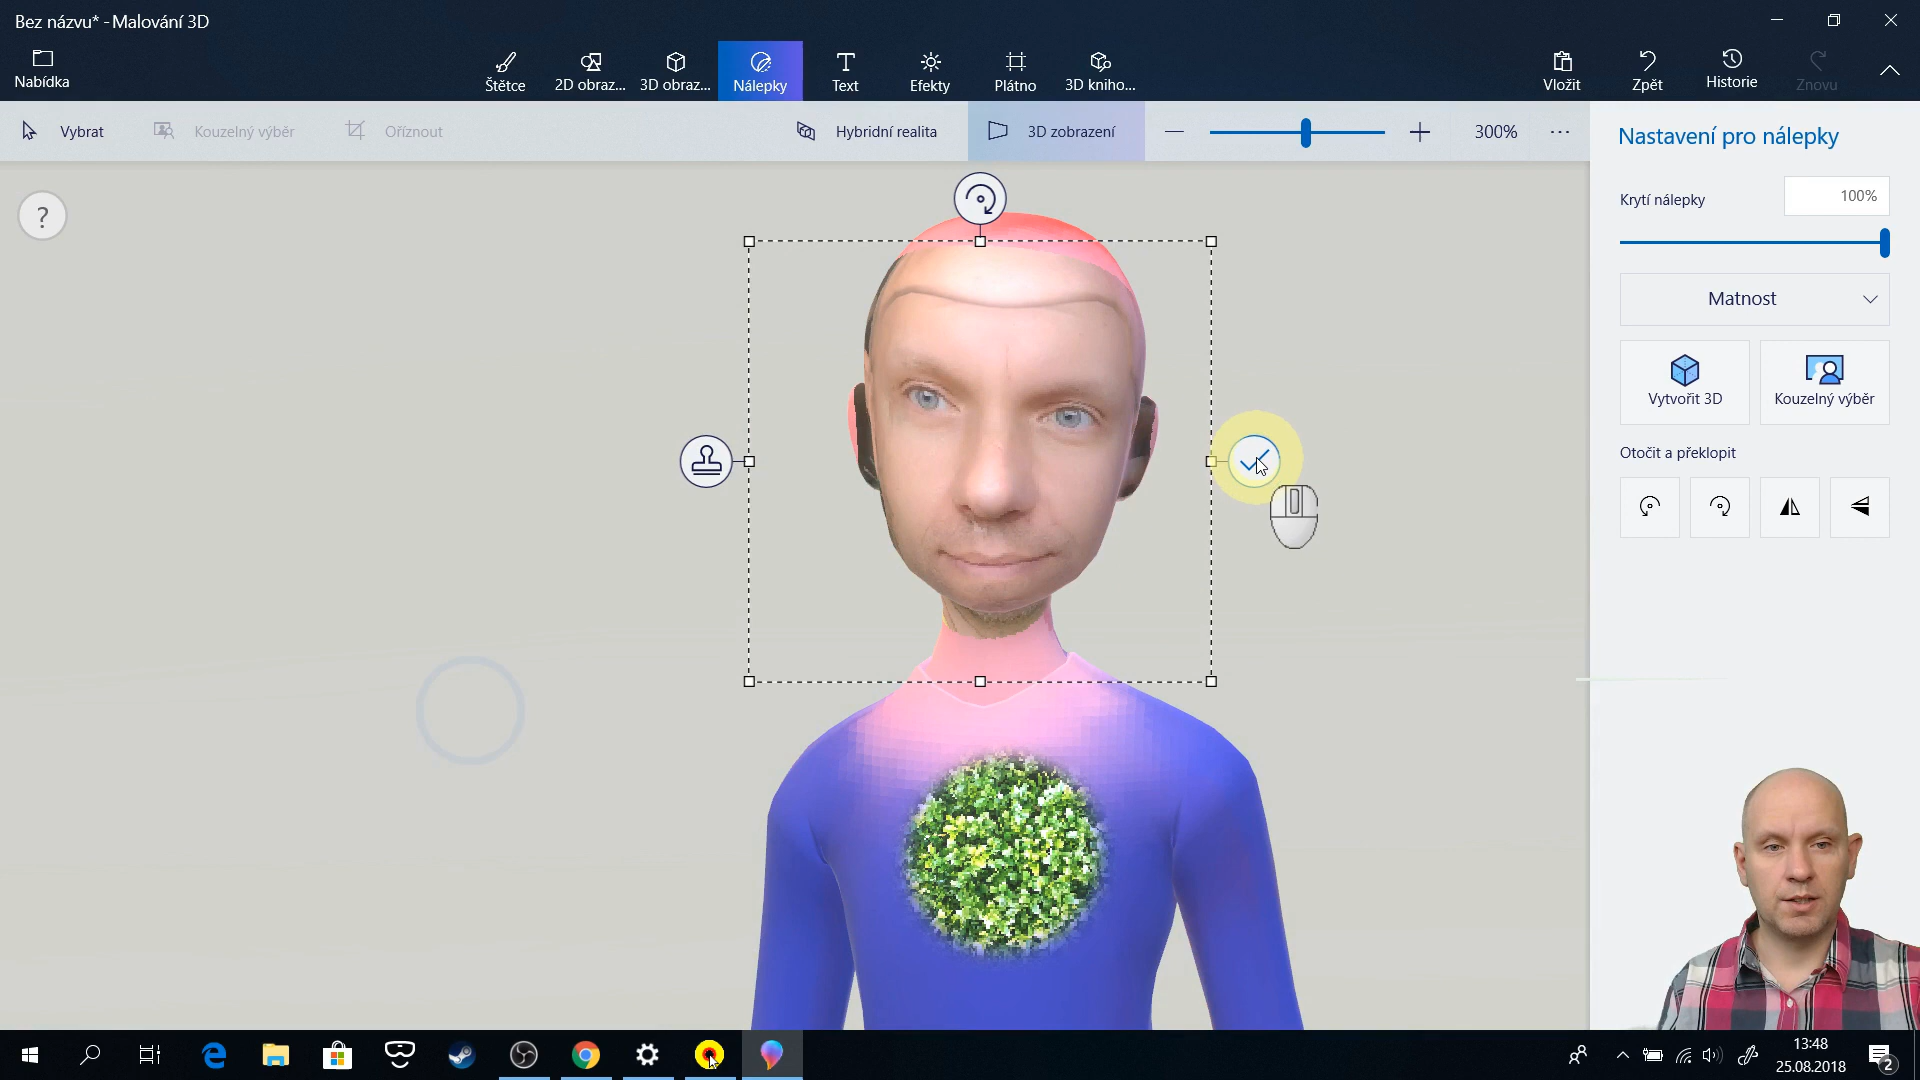 Bez názvu* - Malování 3D
Nabídka
Štětce
2D obraz...
3D obraz...
Nálepky
Text
Efekty
Plátno
3D kniho...
Vložit
Zpět
Historie
Znovu
Vybrat
Kouzelný výběr
Oříznout
Hybridní realita
3D zobrazení
300%
Nastavení pro nálepky
?
Krytí nálepky
100%
Matnost
Vytvořit 3D
Kouzelný výběr
Otočit a překlopit
13:48
25.08.2018
2